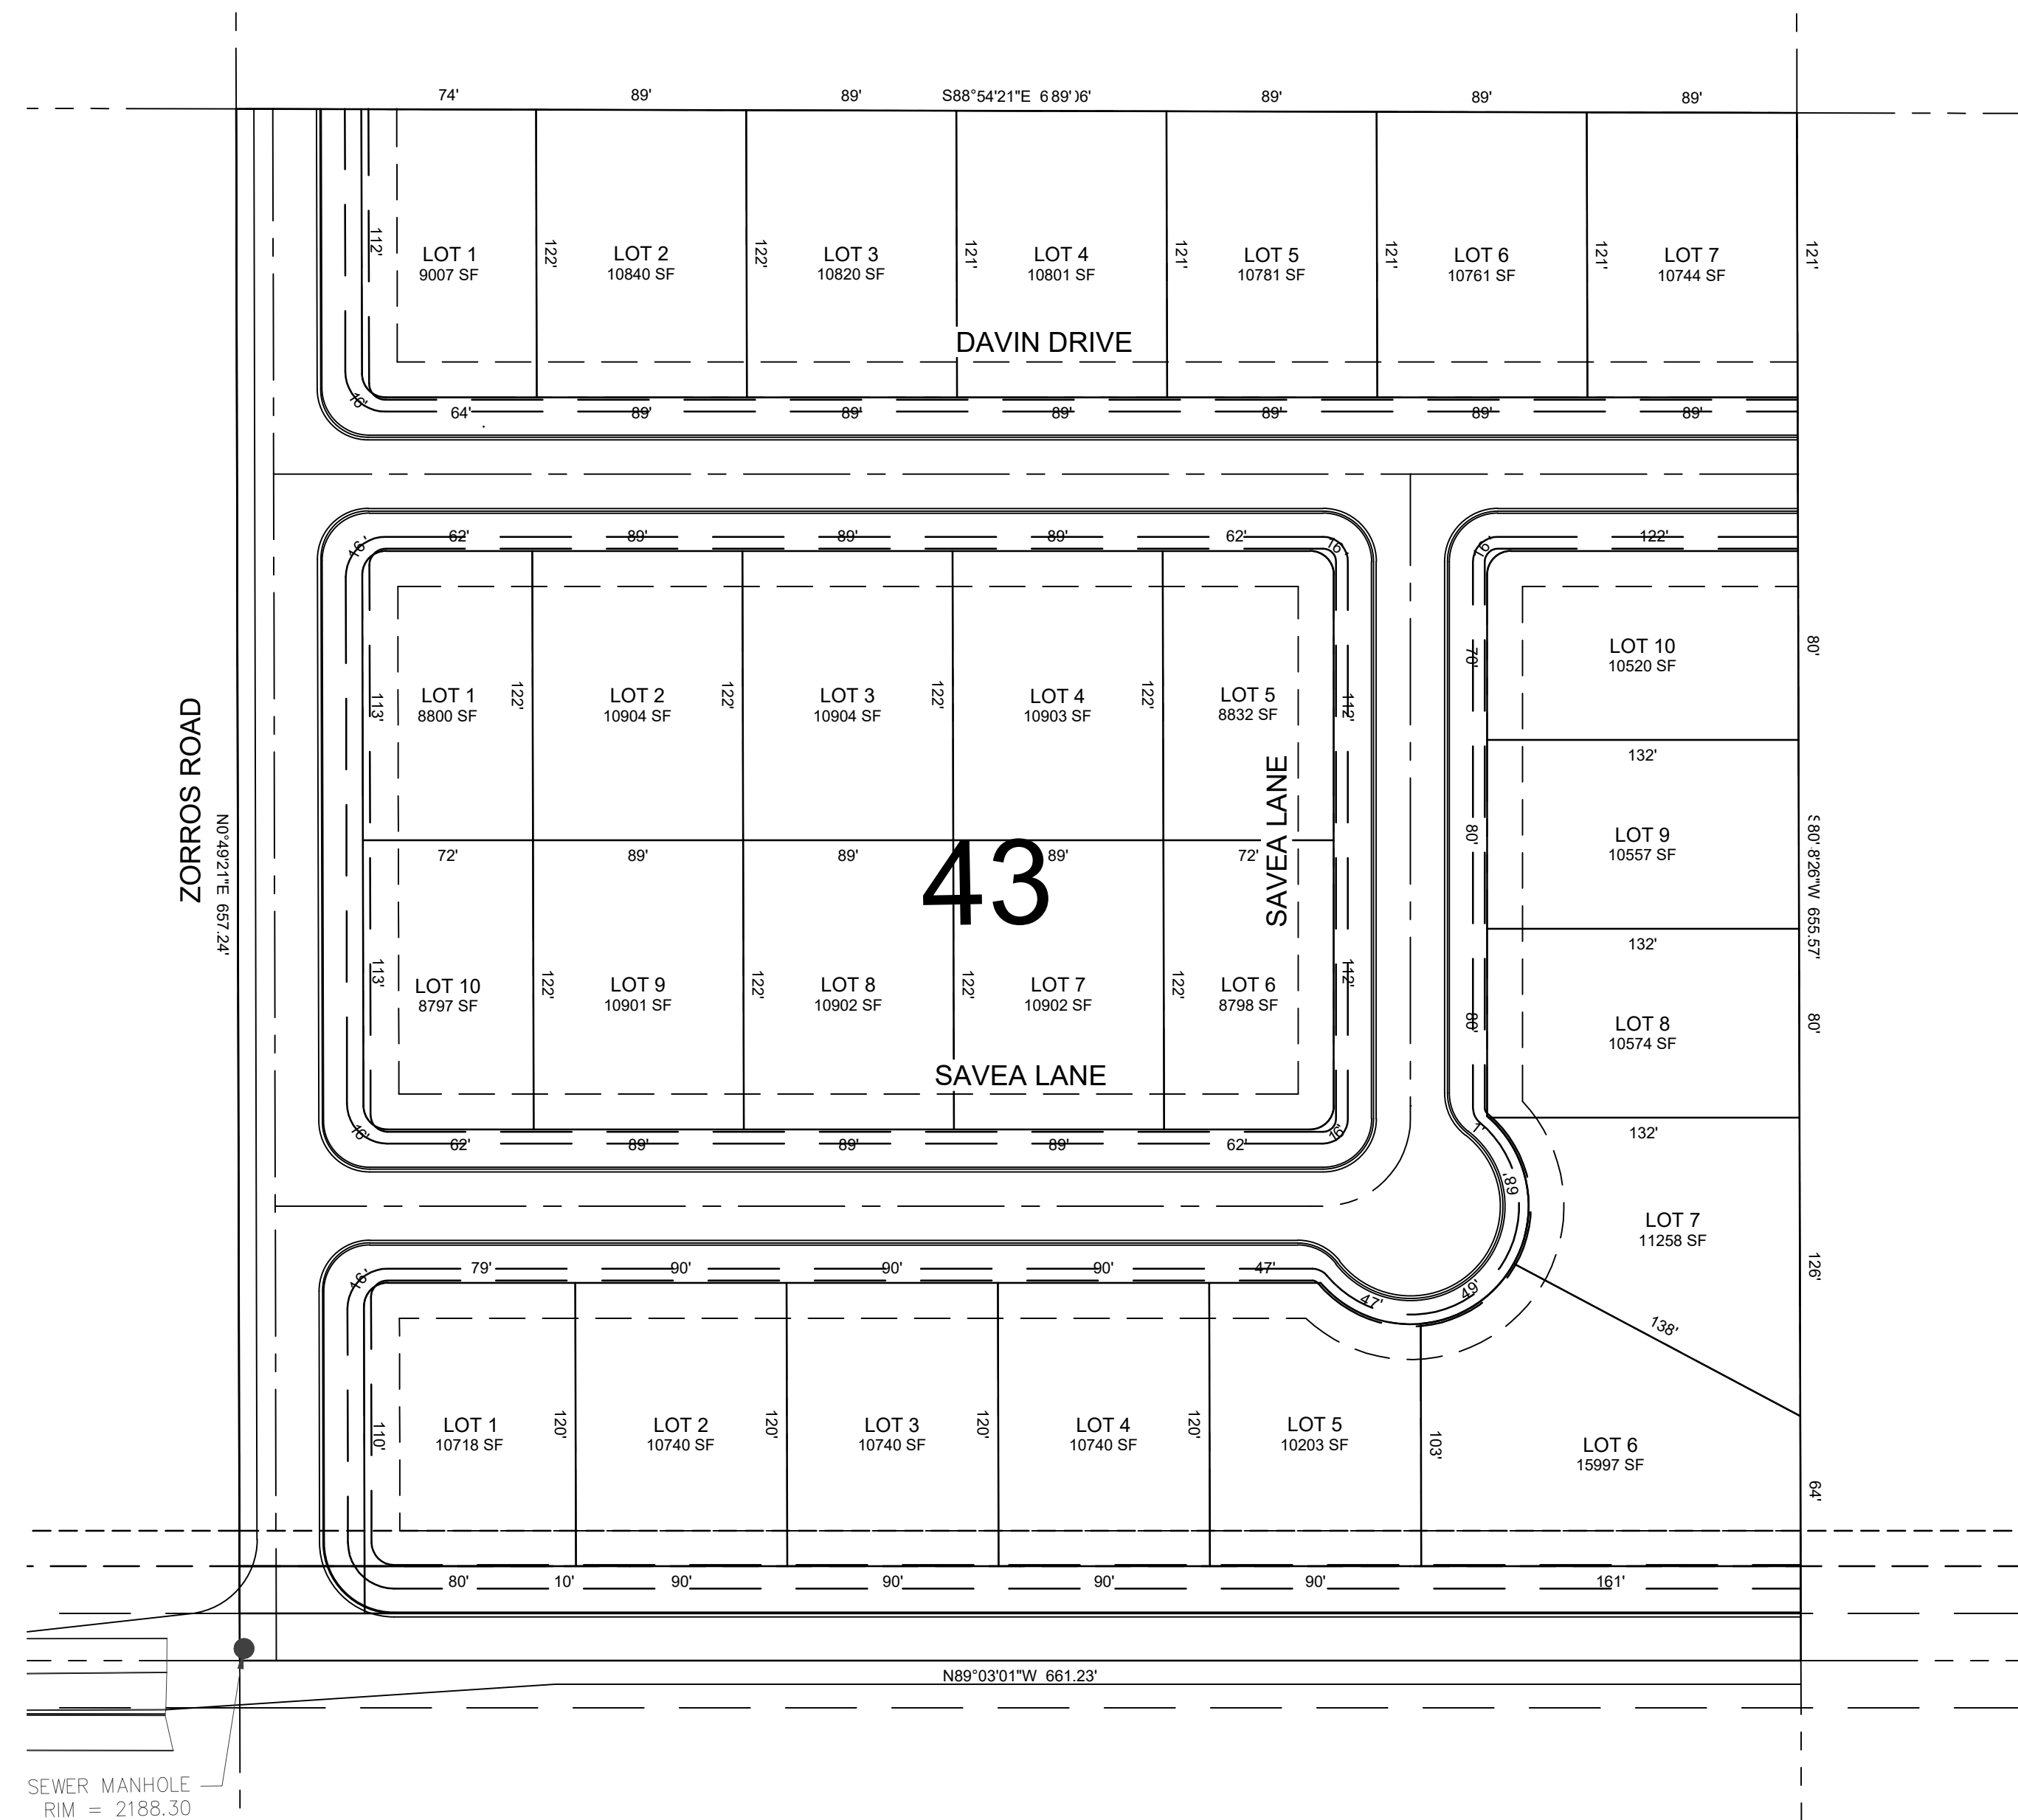 74'
89'
89'
S88°54'21"E 689')6'
89'
89'
89'
112'
LOT 1
9007 SF
122'
LOT 2
10840 SF
122'
LOT 3
10820 SF
121'
LOT 4
10801 SF
121'
LOT 5
10781 SF
121'
LOT 6
10761 SF
121'
LOT 7
10744 SF
121'
DAVIN DRIVE
16'
64'
89'
89'
89'
89'
89'
89'
16'
62'
89'
89'
89'
62'
16'
16'
122'
113'
LOT 1
8800 SF
122'
LOT 2
10904 SF
122'
LOT 3
10904 SF
122'
LOT 4
10903 SF
122'
LOT 5
8832 SF
112'
70'
LOT 10
10520 SF
80'
132'
ZORROS ROAD
N0°49'21"E 657.24'
SAVEA LANE
72'
89'
89'
89'
72'
43
80'
LOT 9
10557 SF
80' 8'26"W 655.57'
132'
113'
LOT 10
8797 SF
122'
LOT 9
10901 SF
122'
LOT 8
10902 SF
122'
LOT 7
10902 SF
122'
LOT 6
8798 SF
112'
80'
LOT 8
10574 SF
80'
SAVEA LANE
16'
62'
89'
89'
89'
62'
16'
1'
132'
68'
LOT 7
11258 SF
126'
16'
79'
90'
90'
90'
47'
47'
49'
138'
110'
LOT 1
10718 SF
120'
LOT 2
10740 SF
120'
LOT 3
10740 SF
120'
LOT 4
10740 SF
120'
LOT 5
10203 SF
103'
LOT 6
15997 SF
64'
80'
10'
90'
90'
90'
90'
161'
N89°03'01"W 661.23'
SEWER MANHOLE
RIM = 2188.30